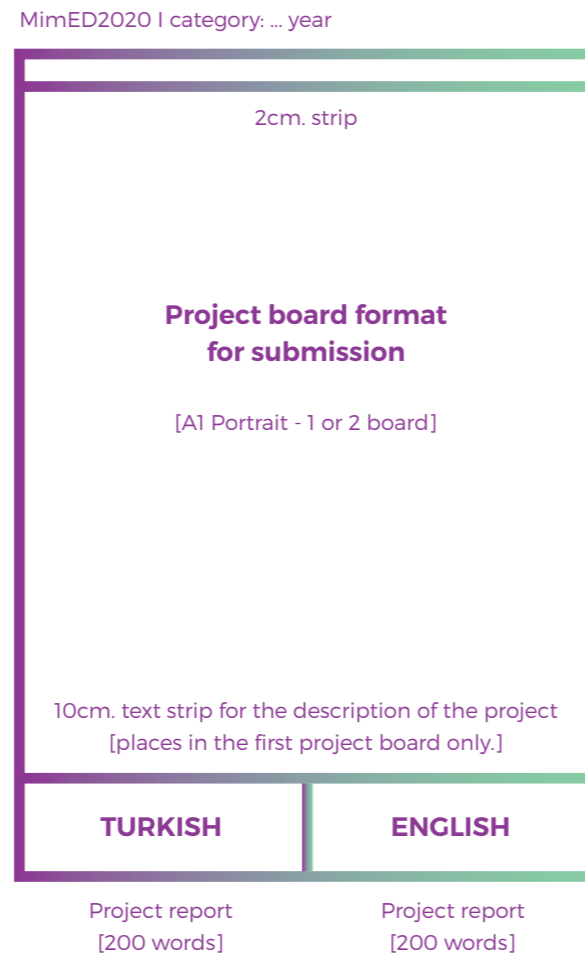 MimED2020 I category: ... year
2cm. strip
Project board format
for submission
[A1 Portrait - 1 or 2 board]
10cm. text strip for the description of the project
[places in the first project board only.]
TURKISH
ENGLISH
Project report
[200 words]
Project report
[200 words]